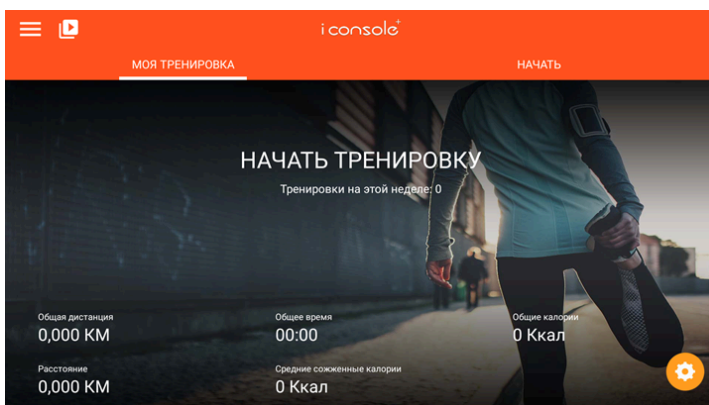 i console+
МОЯ ТРЕНИРОВКА
НАЧАТЬ
НАЧАТЬ ТРЕНИРОВКУ
Тренировки на этой неделе: 0
Общая дистанция
0,000 КМ
Общее время
00:00
Общие калории
0 Ккал
Расстояние
0,000 КМ
Средние сожженные калории
0 Ккал